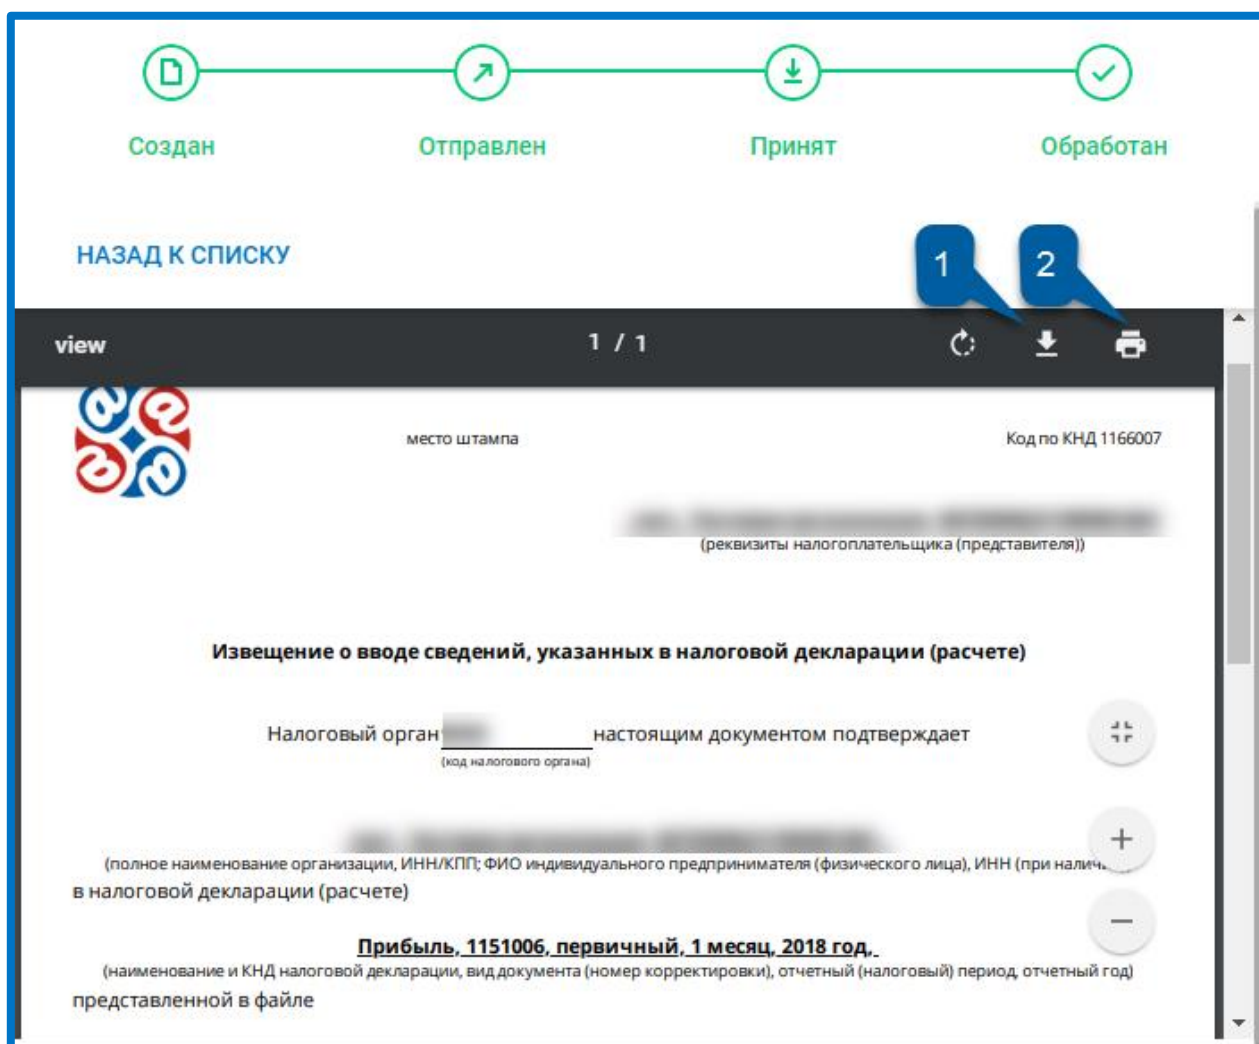 Создан Отправлен Принят Обработан
НАЗАД К СПИСКУ
1 2
view 1 / 1
место штампа Код по КНД 1166007
(реквизиты налогоплательщика (представителя))
Извещение о вводе сведений, указанных в налоговой декларации (расчете)
Налоговый орган настоящим документом подтверждает
(код налогового органа)
(полное наименование организации, ИНН/КПП; ФИО индивидуального предпринимателя (физического лица), ИНН (при
в налоговой декларации (расчете)
Прибыль, 1151006, первичный, 1 месяц, 2018 год,
(наименование и КНД налоговой декларации, вид документа (номер корректировки), отчетный (налоговый) период, отчетный год)
представленной в файле